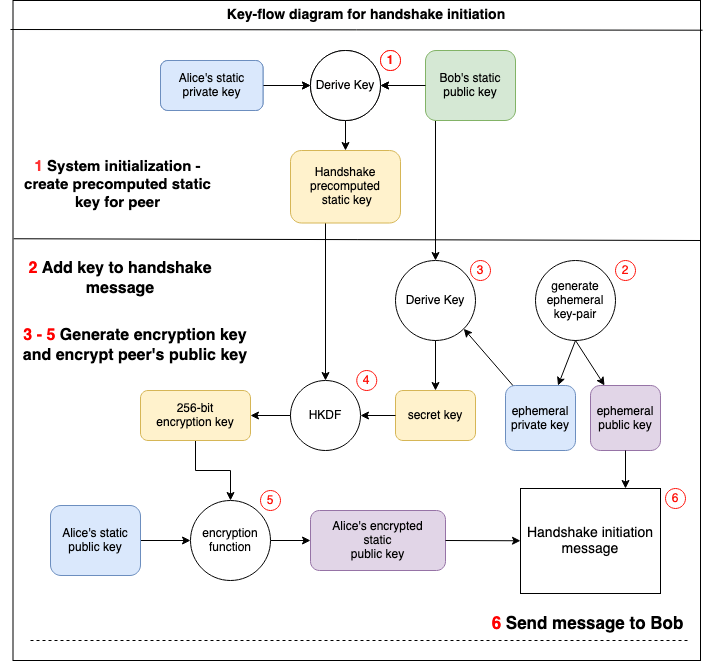 Key-flow diagram for handshake initiation
1
Alice's static
private key
Derive Key
Bob's static
public key
1 System initialization -
create precomputed static
key for peer
Handshake
precomputed
static key
2 Add key to handshake
message
3
2
Derive Key
generate
ephemeral
key-pair
3 - 5 Generate encryption key
and encrypt peer's public key
4
256-bit
encryption key
HKDF
secret key
ephemeral
private key
ephemeral
public key
5
6
Alice's static
public key
encryption
function
Alice's encrypted
static
public key
Handshake initiation
message
6 Send message to Bob